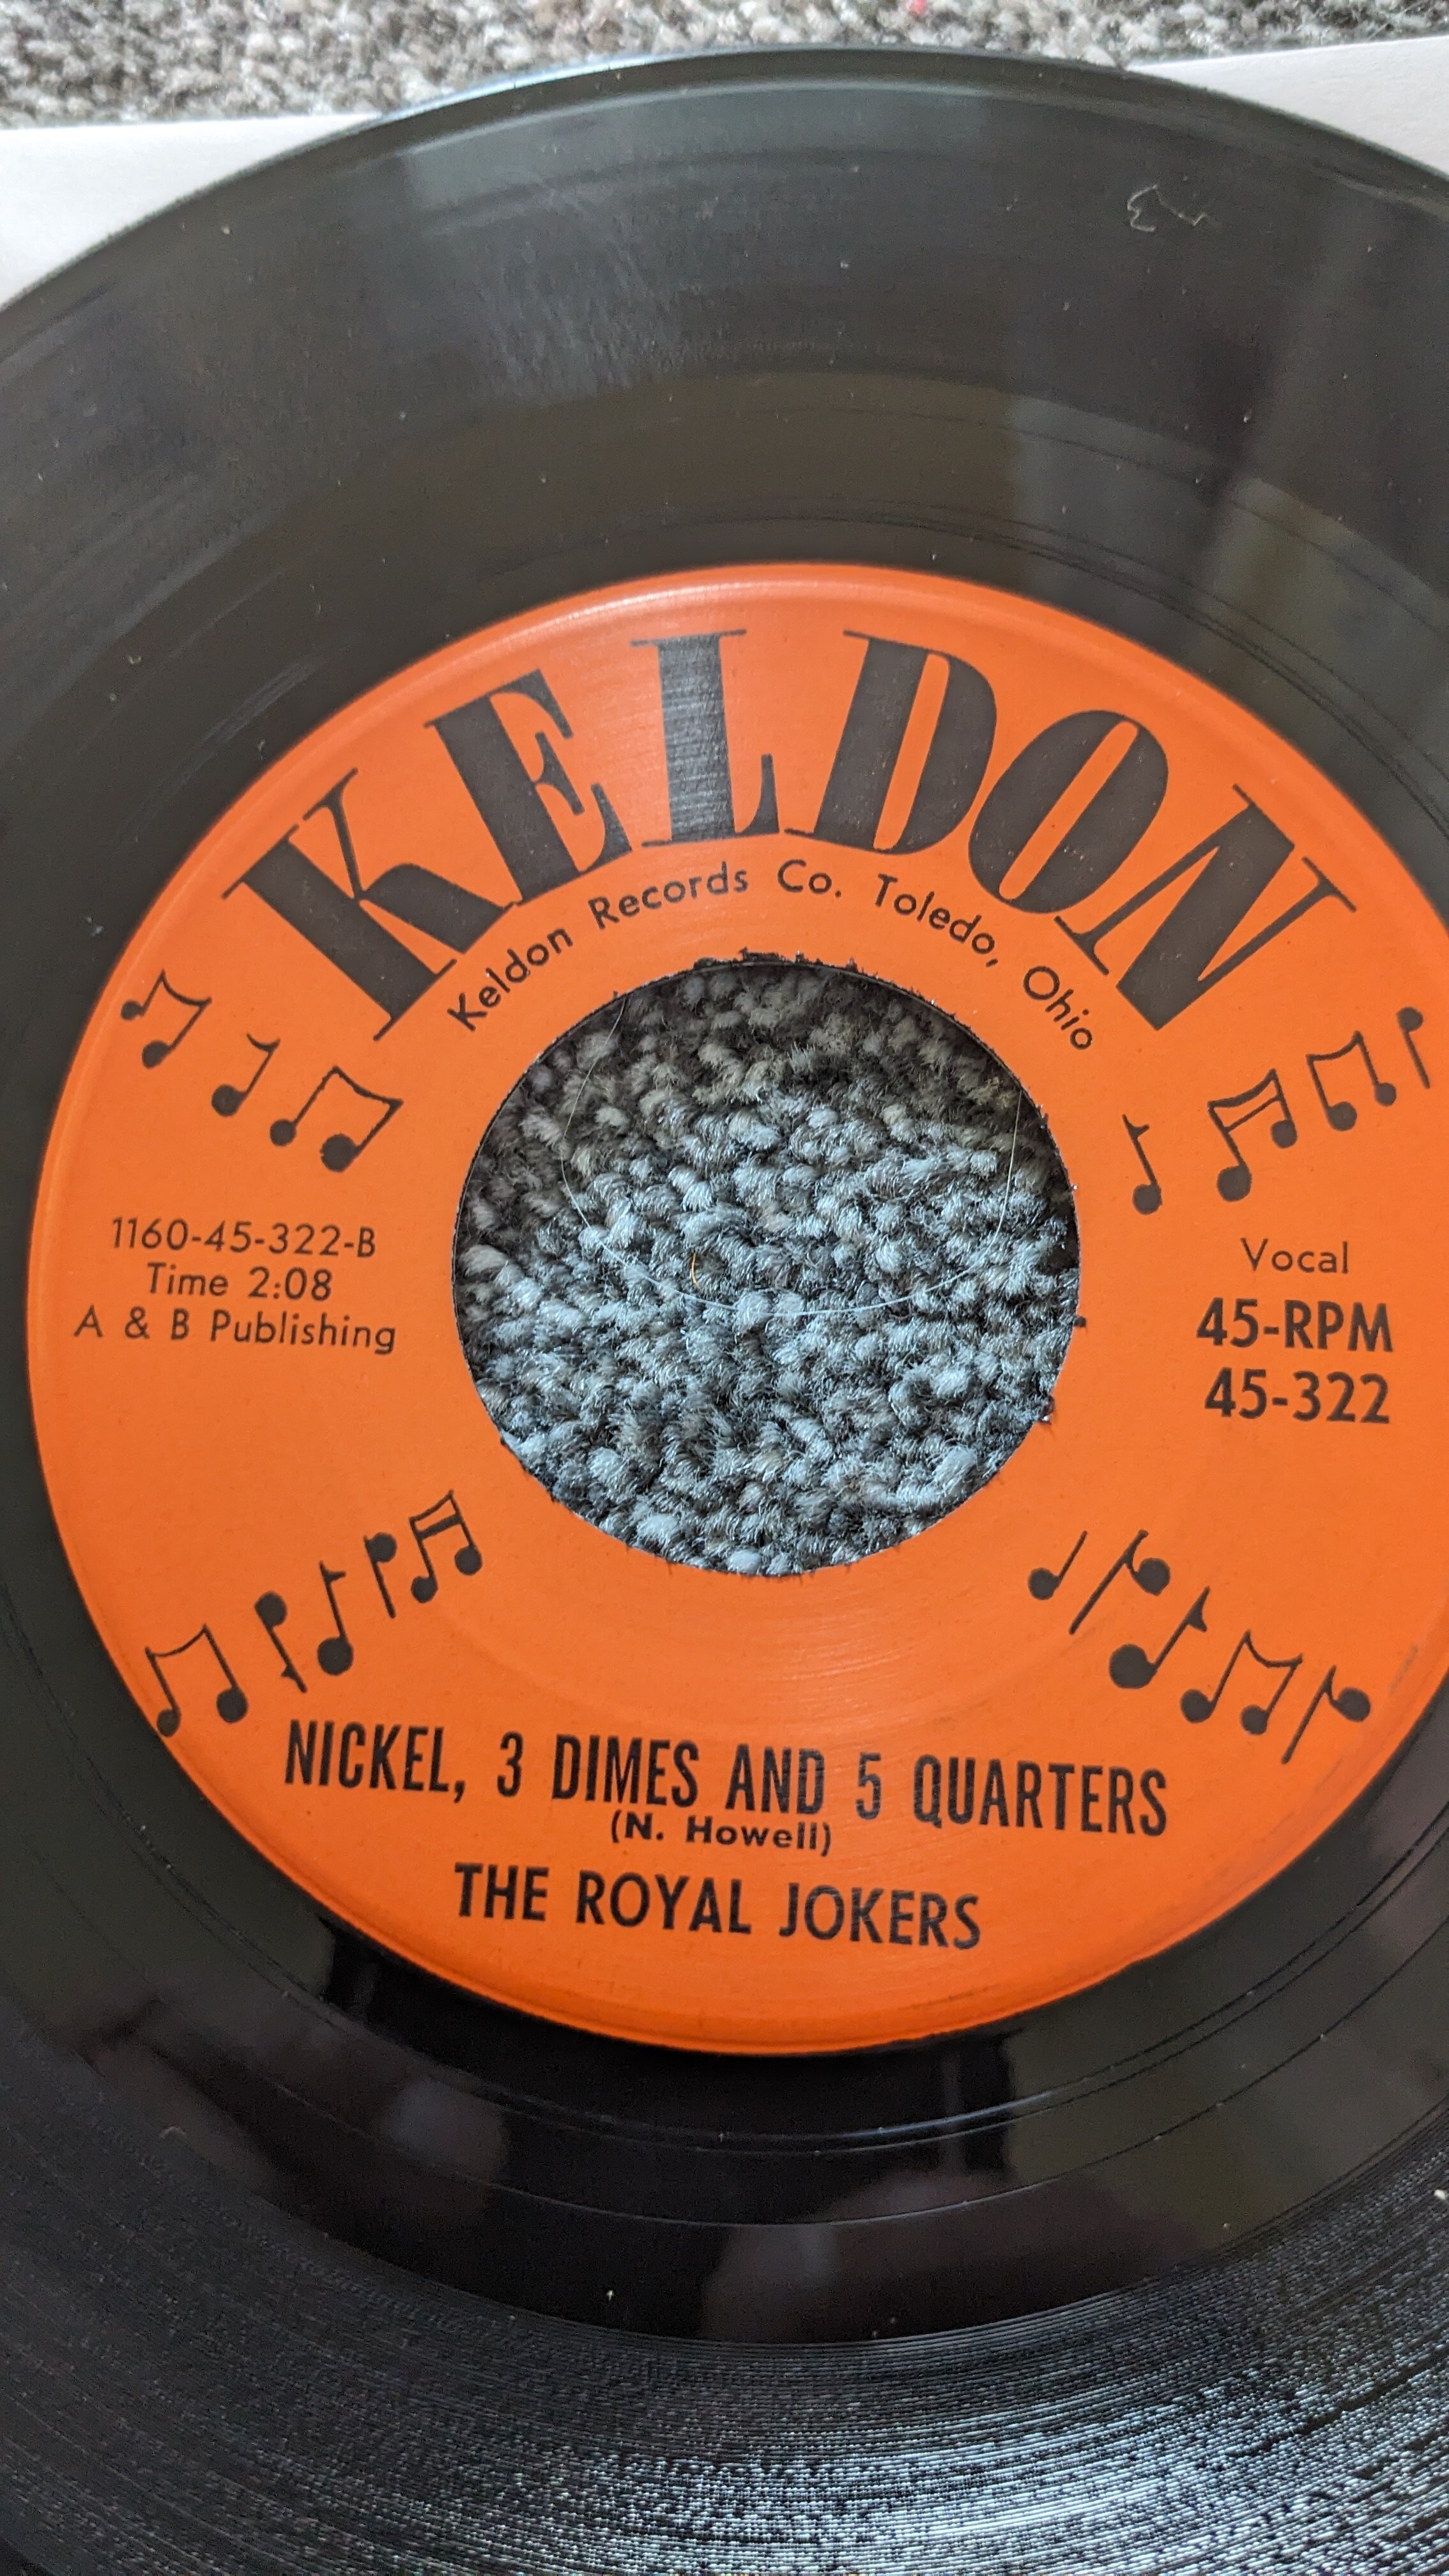 KELDON
Keldon Records Co. Toledo, Ohio
1160-45-322-B
Time 2:08
A & B Publishing
Vocal
45-RPM
45-322
NICKEL, 3 DIMES AND 5 QUARTERS
(N. Howell)
THE ROYAL JOKERS